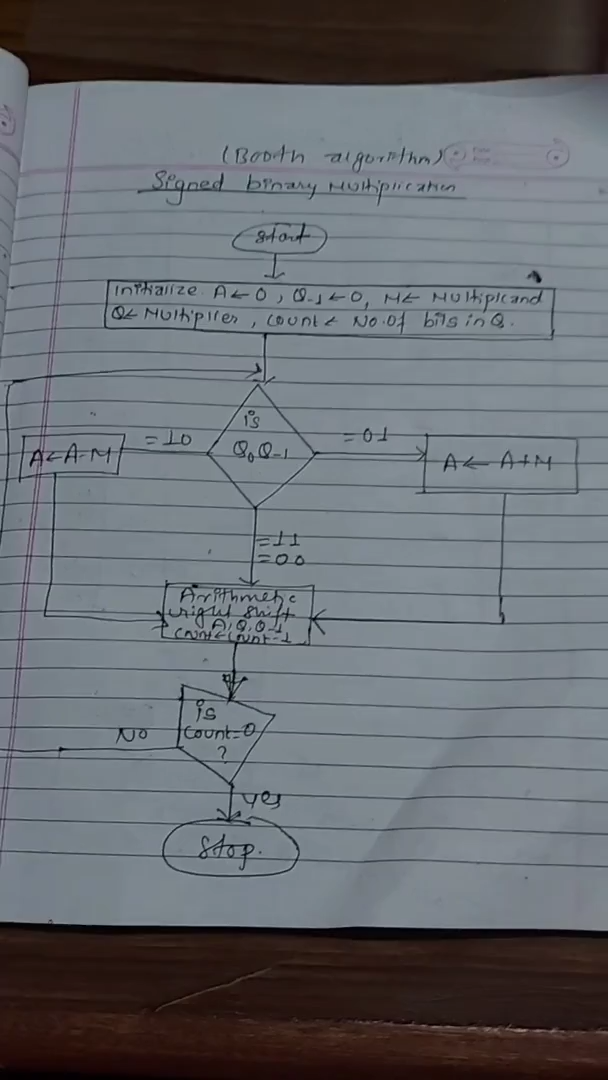 (Booth algorithm)
Signed binary Multiplication
Start
Initialize A ← 0, Q-1 ← 0, M ← Multiplcand
Q ← Multiplier, count ← No. of bits in Q.
is
Q0 Q-1
= 10
= 01
A ← A-M
A ← A+M
= 11
= 00
Arithmetic
right shift
A, Q, Q-1
count ← count-1
is
count=0
?
No
yes
Stop.